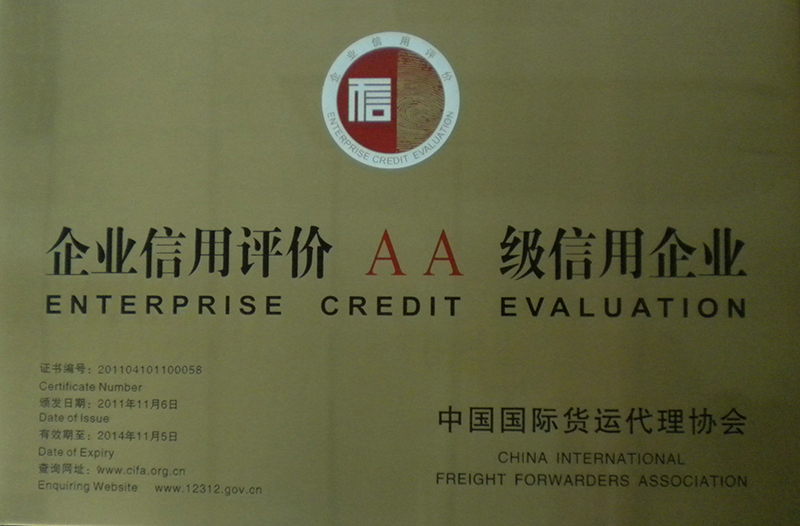 企业信用评价
信
ENTERPRISE CREDIT EVALUATION
企业信用评价 AA 级信用企业
ENTERPRISE CREDIT EVALUATION
证书编号：201104101100058
Certificate Number
颁发日期：2011年11月6日
Date of Issue
有效期至：2014年11月5日
Date of Expiry
查询网址：www.cifa.org.cn
Enquiring Website www.12312.gov.cn
中国国际货运代理协会
CHINA INTERNATIONAL
FREIGHT FORWARDERS ASSOCIATION